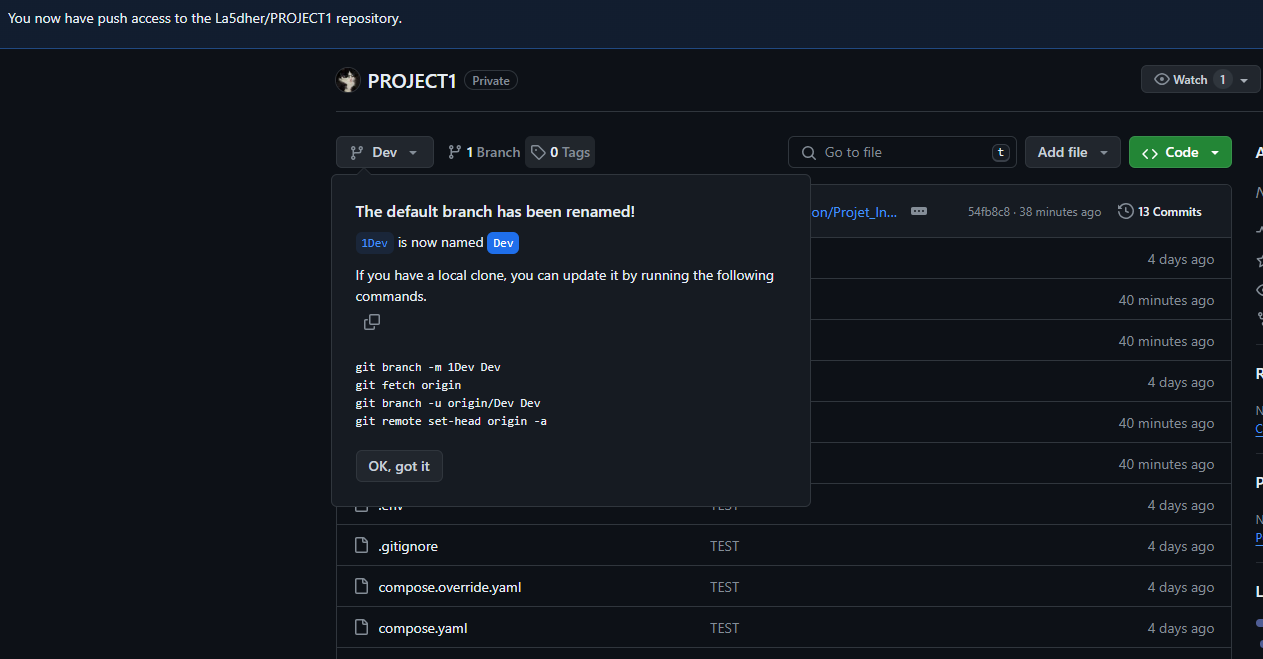 You now have push access to the La5dher/PROJECT1 repository.
PROJECT1 Private
Watch 1
Dev 1 Branch 0 Tags
Go to file t
Add file
Code
The default branch has been renamed!
1Dev is now named Dev
If you have a local clone, you can update it by running the following
commands.
git branch -m 1Dev Dev
git fetch origin
git branch -u origin/Dev Dev
git remote set-head origin -a
OK, got it
on/Projet_In... 54fb8c8 · 38 minutes ago 13 Commits
4 days ago
40 minutes ago
40 minutes ago
4 days ago
40 minutes ago
40 minutes ago
.env TEST 4 days ago
.gitignore TEST 4 days ago
compose.override.yaml TEST 4 days ago
compose.yaml TEST 4 days ago